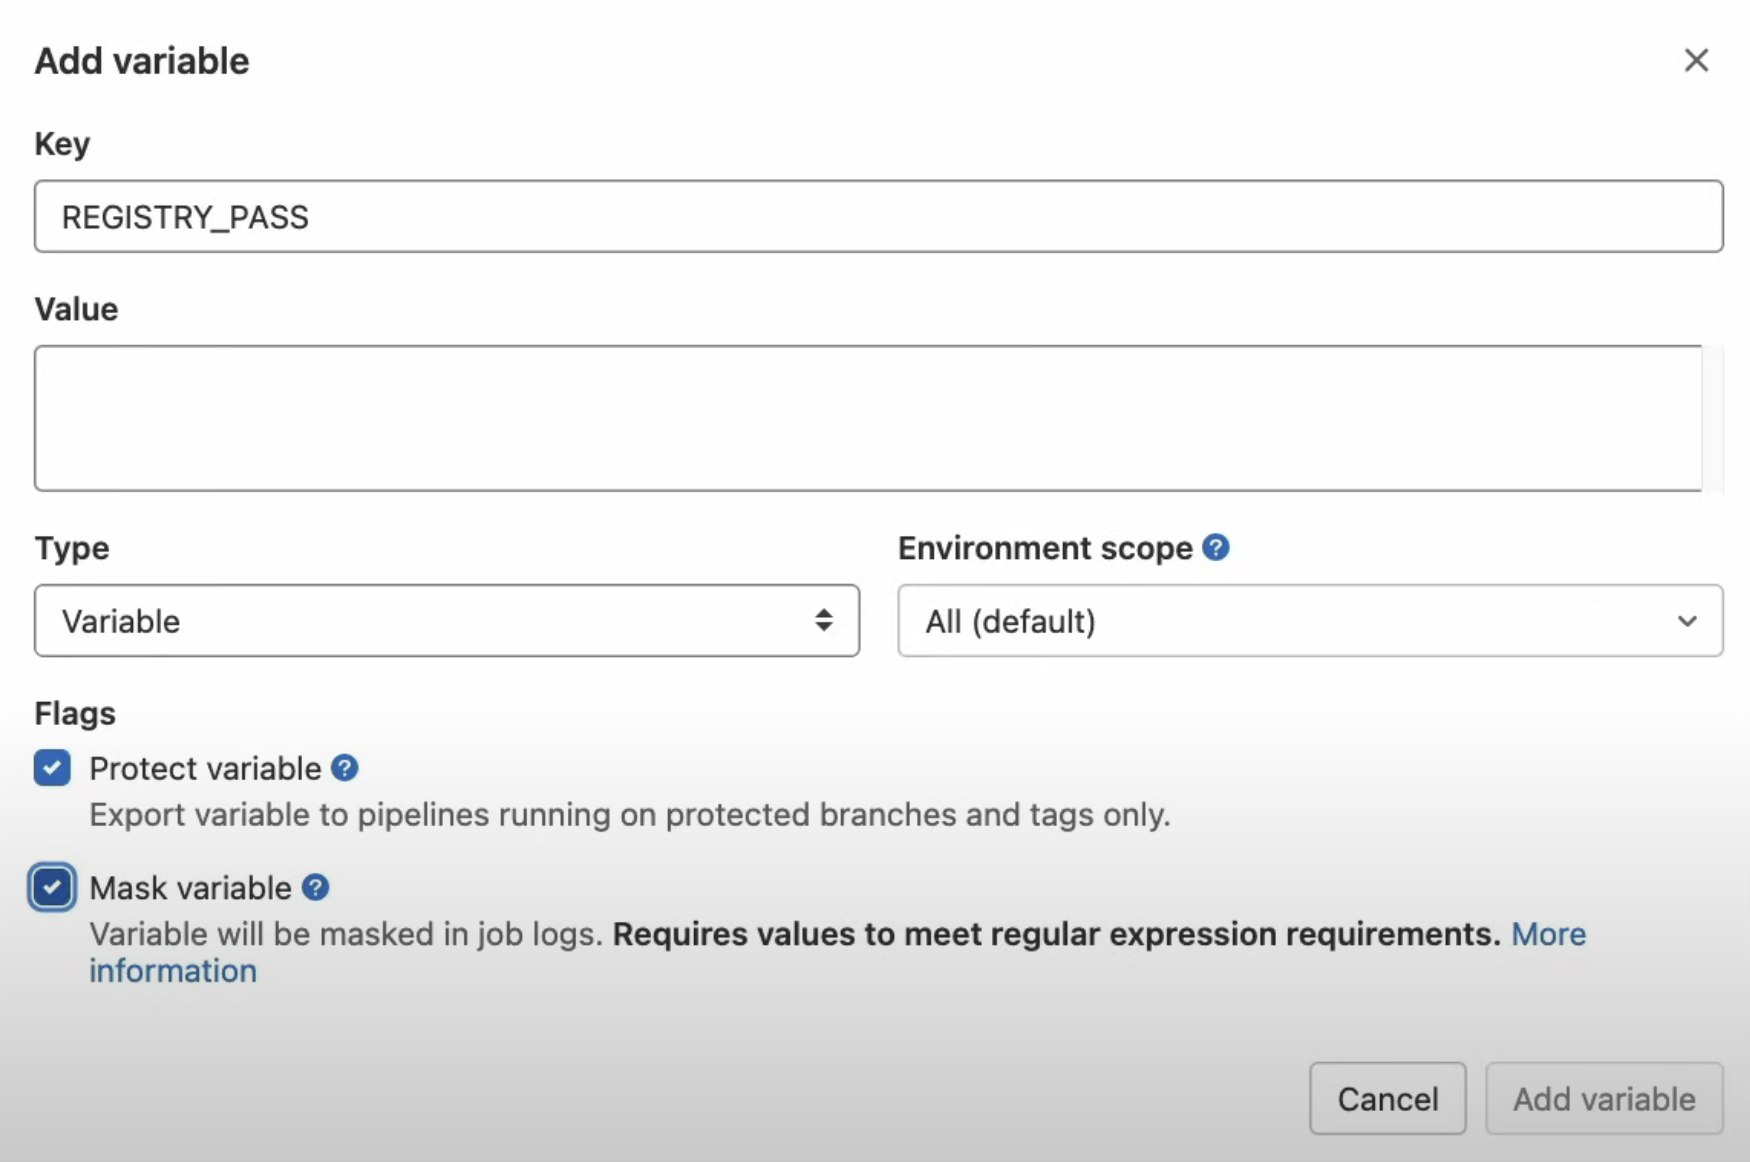 Add variable
Key
REGISTRY_PASS
Value
Type
Environment scope
Variable
All (default)
Flags
Protect variable
Export variable to pipelines running on protected branches and tags only.
Mask variable
Variable will be masked in job logs. Requires values to meet regular expression requirements. More
information
Cancel
Add variable